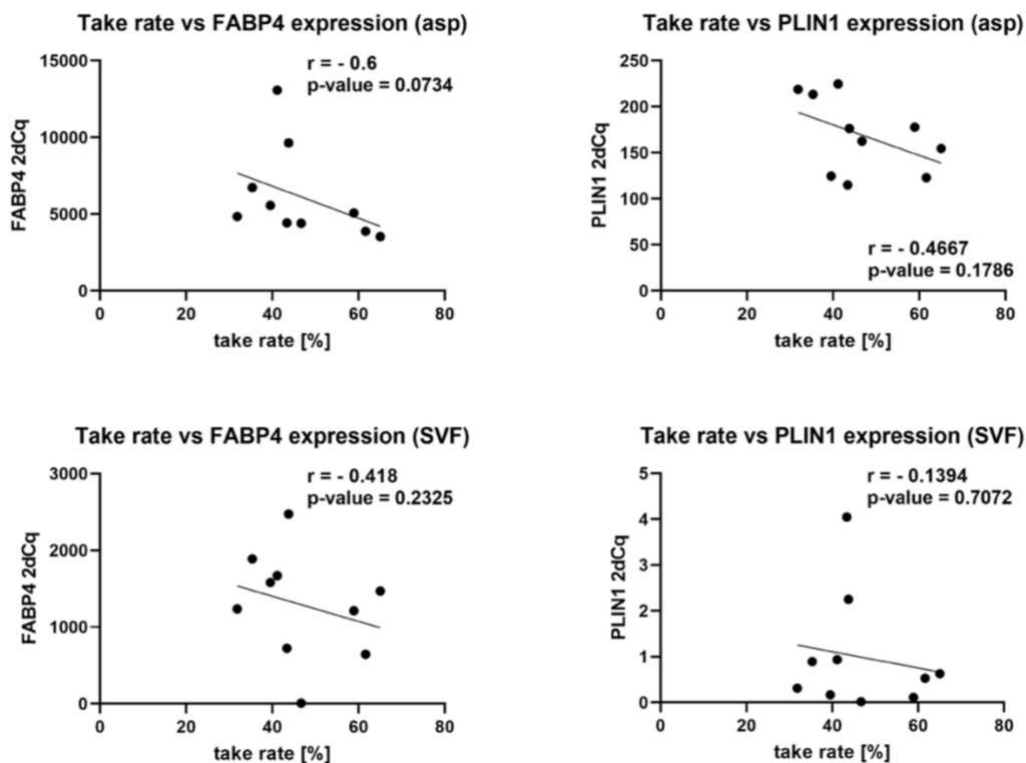 Take rate vs FABP4 expression (asp)
r = - 0.6
p-value = 0.0734
15000
10000
5000
0
FABP4 2dCq
0 20 40 60 80
take rate [%]
Take rate vs PLIN1 expression (asp)
250
200
150
100
50
0
PLIN1 2dCq
r = - 0.4667
p-value = 0.1786
0 20 40 60 80
take rate [%]
Take rate vs FABP4 expression (SVF)
r = - 0.418
p-value = 0.2325
3000
2000
1000
0
FABP4 2dCq
0 20 40 60 80
take rate [%]
Take rate vs PLIN1 expression (SVF)
r = - 0.1394
p-value = 0.7072
5
4
3
2
1
0
PLIN1 2dCq
0 20 40 60 80
take rate [%]